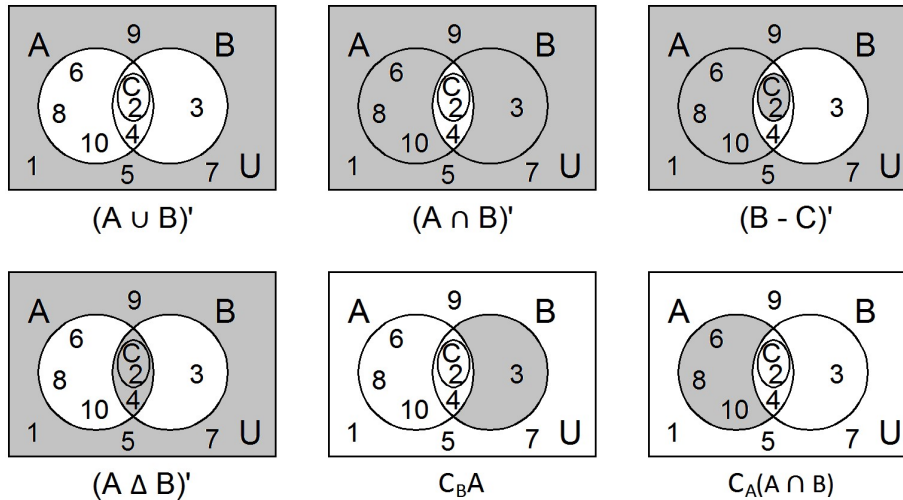 9 9 9
A B A B A B
6 6 6
C C C
8 2 3 8 2 3 8 2 3
10 4 10 4 10 4
1 5 7 U 1 5 7 U 1 5 7 U
(A ∪ B)' (A ∩ B)' (B - C)'
9 9 9
A B A B A B
6 6 6
C C C
8 2 3 8 2 3 8 2 3
10 4 10 4 10 4
1 5 7 U 1 5 7 U 1 5 7 U
(A Δ B)' C_BA C_A(A ∩ B)